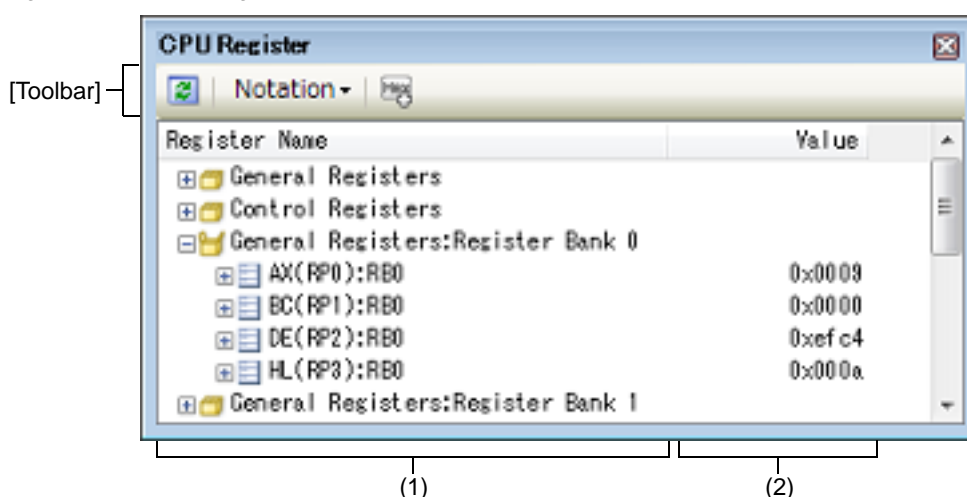 CPU Register
[Toolbar]
Notation
Hex
Register Name Value
General Registers
Control Registers
General Registers:Register Bank 0
AX(RP0):RB0 0x0009
BC(RP1):RB0 0x0000
DE(RP2):RB0 0xefc4
HL(RP3):RB0 0x000a
General Registers:Register Bank 1
(1) (2)